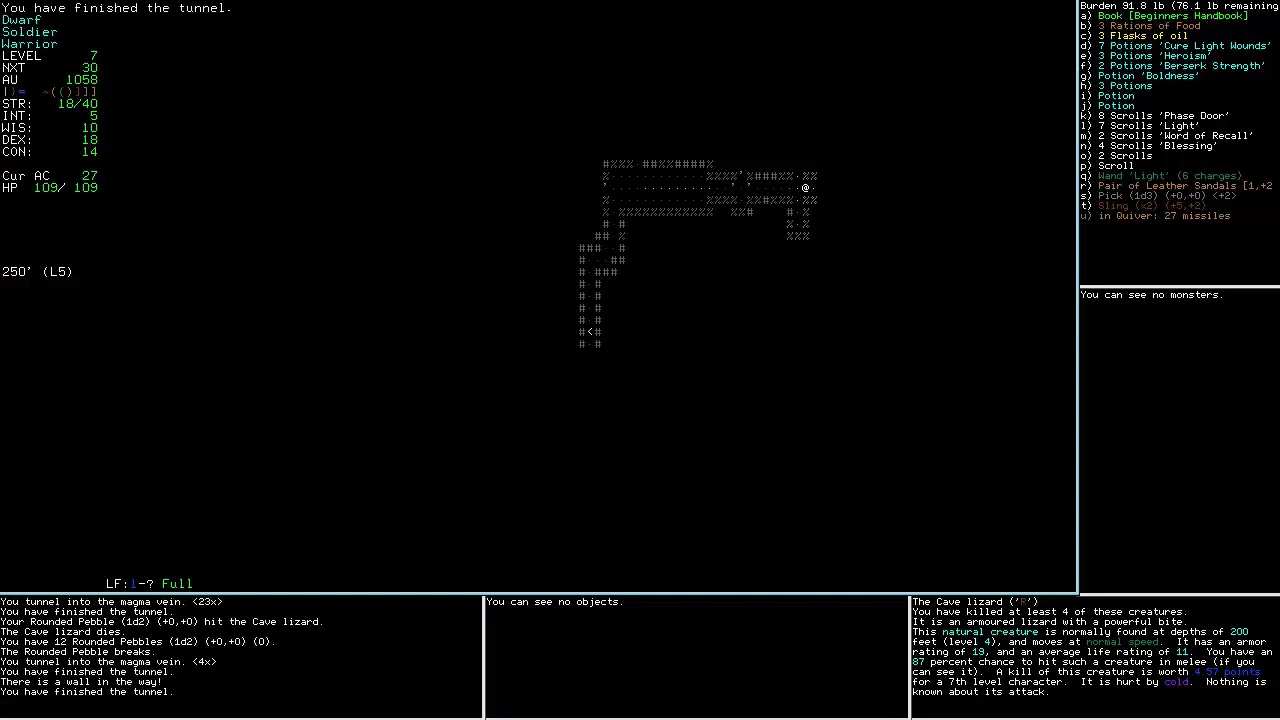 You have finished the tunnel.
Dwarf
Soldier
Warrior
LEVEL 7
NXT 30
AU 1058
STR: 18/40
INT: 5
WIS: 10
DEX: 18
CON: 14
Cur AC 27
HP 109/ 109
250' (L5)
LF:1-? Full
Burden 91.8 lb (76.1 lb remaining
a) Book [Beginners Handbook]
b) 3 Rations of Food
c) 3 Flasks of oil
d) 7 Potions 'Cure Light Wounds'
e) 3 Potions 'Heroism'
f) 2 Potions 'Berserk Strength'
g) Potion 'Boldness'
h) 3 Potions
i) Potion
j) Potion
k) 8 Scrolls 'Phase Door'
l) 7 Scrolls 'Light'
m) 2 Scrolls 'Word of Recall'
n) 4 Scrolls 'Blessing'
o) 2 Scrolls
p) Scroll
q) Wand 'Light' (6 charges)
r) Pair of Leather Sandals [1,+2
s) Pick (1d3) (+0,+0) <+2>
t) Sling (x2) (+5,+2)
u) in Quiver: 27 missiles
You can see no monsters.
You tunnel into the magma vein. <23x>
You have finished the tunnel.
Your Rounded Pebble (1d2) (+0,+0) hit the Cave lizard.
The Cave lizard dies.
You have 12 Rounded Pebbles (1d2) (+0,+0) (0).
The Rounded Pebble breaks.
You tunnel into the magma vein. <4x>
You have finished the tunnel.
There is a wall in the way!
You have finished the tunnel.
You can see no objects.
The Cave lizard ('R')
You have killed at least 4 of these creatures.
It is an armoured lizard with a powerful bite.
This natural creature is normally found at depths of 200
feet (level 4), and moves at normal speed. It has an armor
rating of 19, and an average life rating of 11. You have an
87 percent chance to hit such a creature in melee (if you
can see it). A kill of this creature is worth 4.57 points
for a 7th level character. It is hurt by cold. Nothing is
known about its attack.